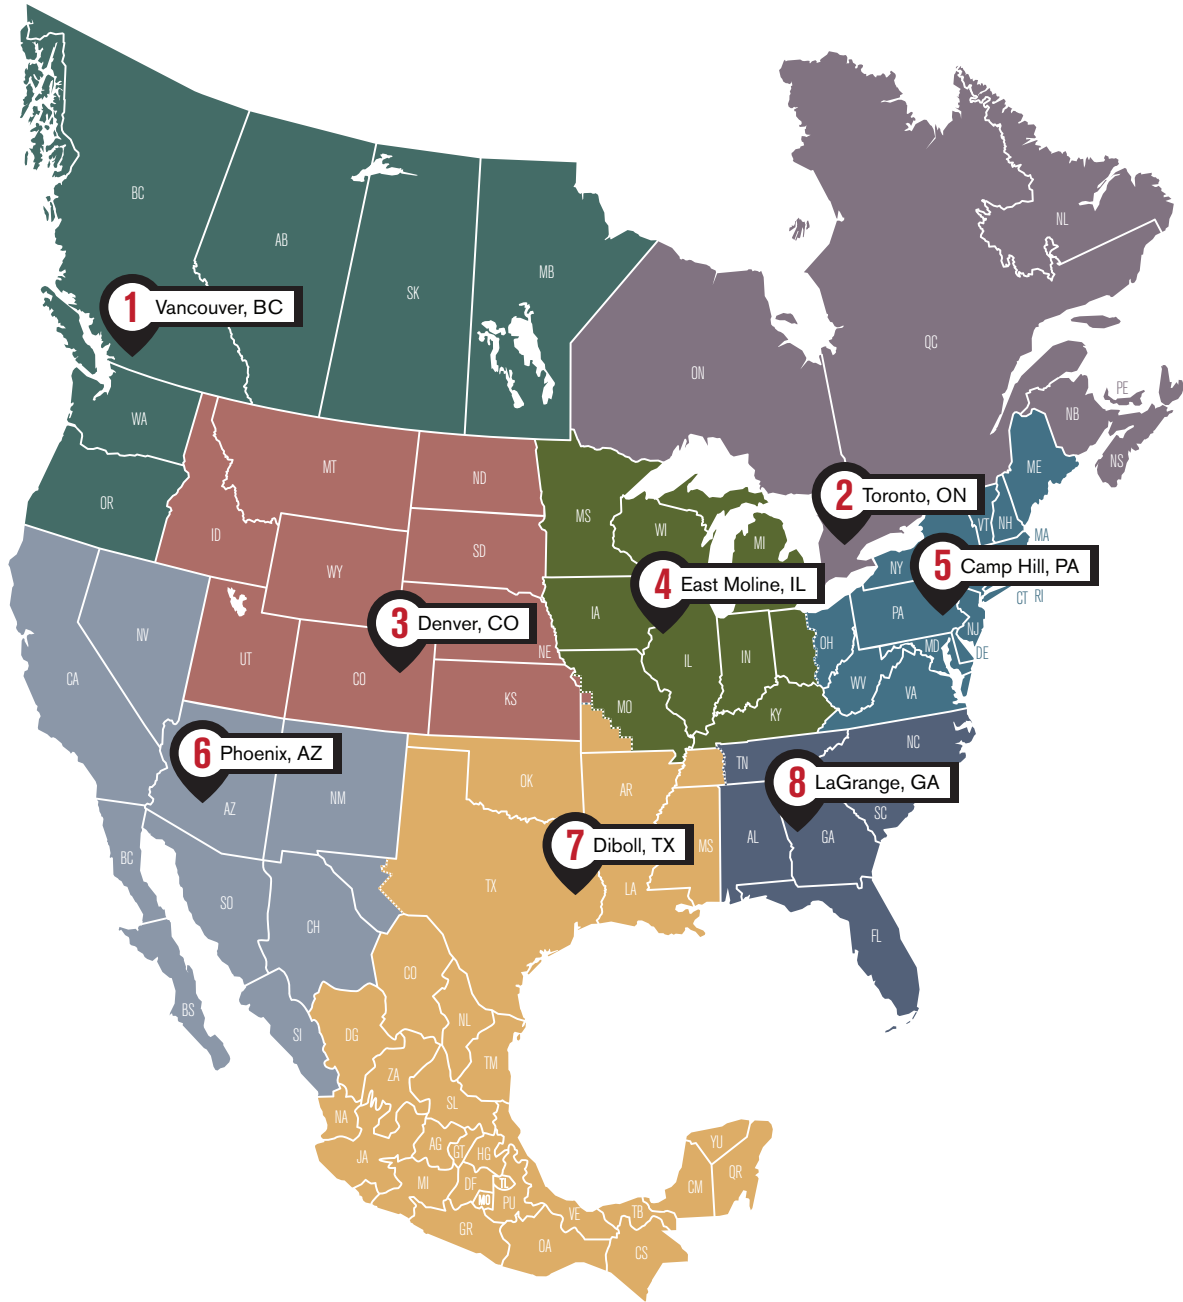 BC
AB
SK
MB
NL
1 Vancouver, BC
QC
ON
WA
PE
NB
NS
MT
ND
ME
OR
2 Toronto, ON
MS
WI
MI
VT
NH
MA
ID
SD
WY
NY
5 Camp Hill, PA
4 East Moline, IL
CT
RI
IA
PA
3 Denver, CO
NJ
NV
NE
OH
MD
DE
UT
CO
IL
IN
CA
WV
VA
KS
MO
KY
NC
6 Phoenix, AZ
TN
OK
8 LaGrange, GA
AR
NM
AZ
SC
AL
GA
7 Diboll, TX
MS
BC
TX
LA
SO
CH
FL
CO
BS
NL
SI
DG
TM
ZA
SL
NA
AG
GT
HG
YU
JA
QR
MI
DF
TL
CM
MO
PU
VE
TB
GR
OA
CS